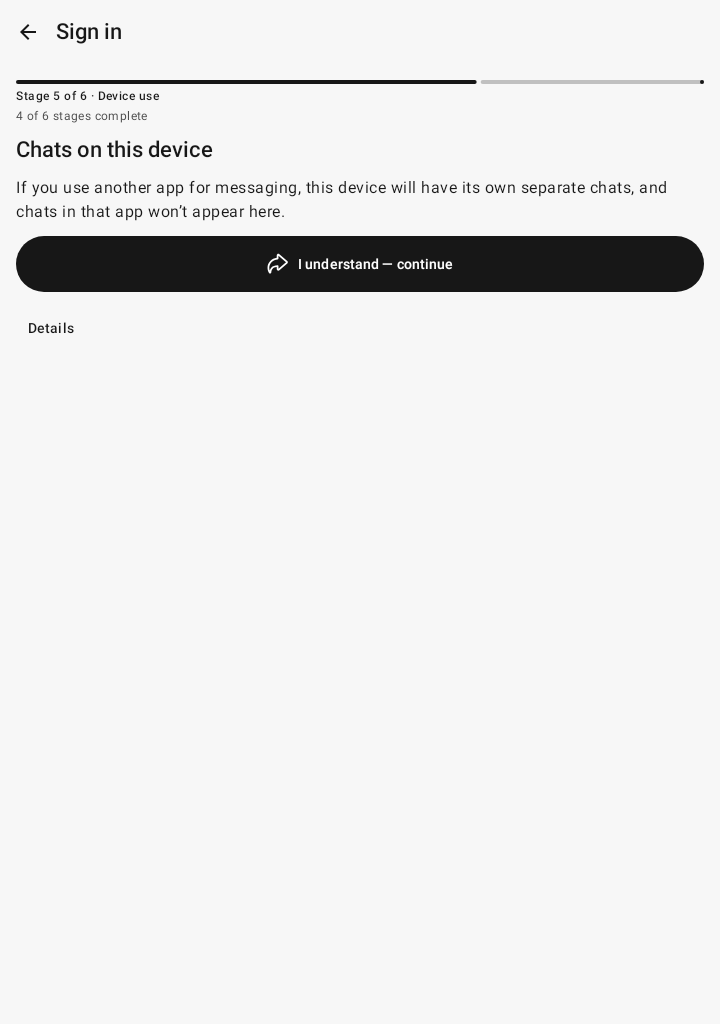 Sign in
Stage 5 of 6 · Device use
4 of 6 stages complete
Chats on this device
If you use another app for messaging, this device will have its own separate chats, and
chats in that app won’t appear here.
I understand — continue
Details